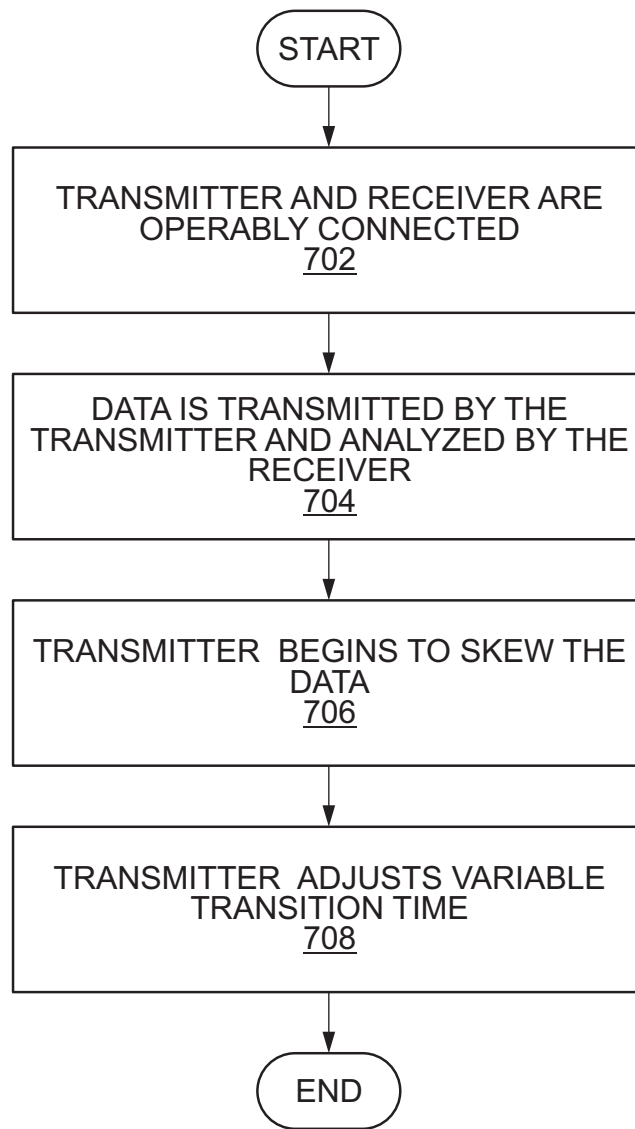 START
TRANSMITTER AND RECEIVER ARE
OPERABLY CONNECTED
702
DATA IS TRANSMITTED BY THE
TRANSMITTER AND ANALYZED BY THE
RECEIVER
704
TRANSMITTER BEGINS TO SKEW THE
DATA
706
TRANSMITTER ADJUSTS VARIABLE
TRANSITION TIME
708
END